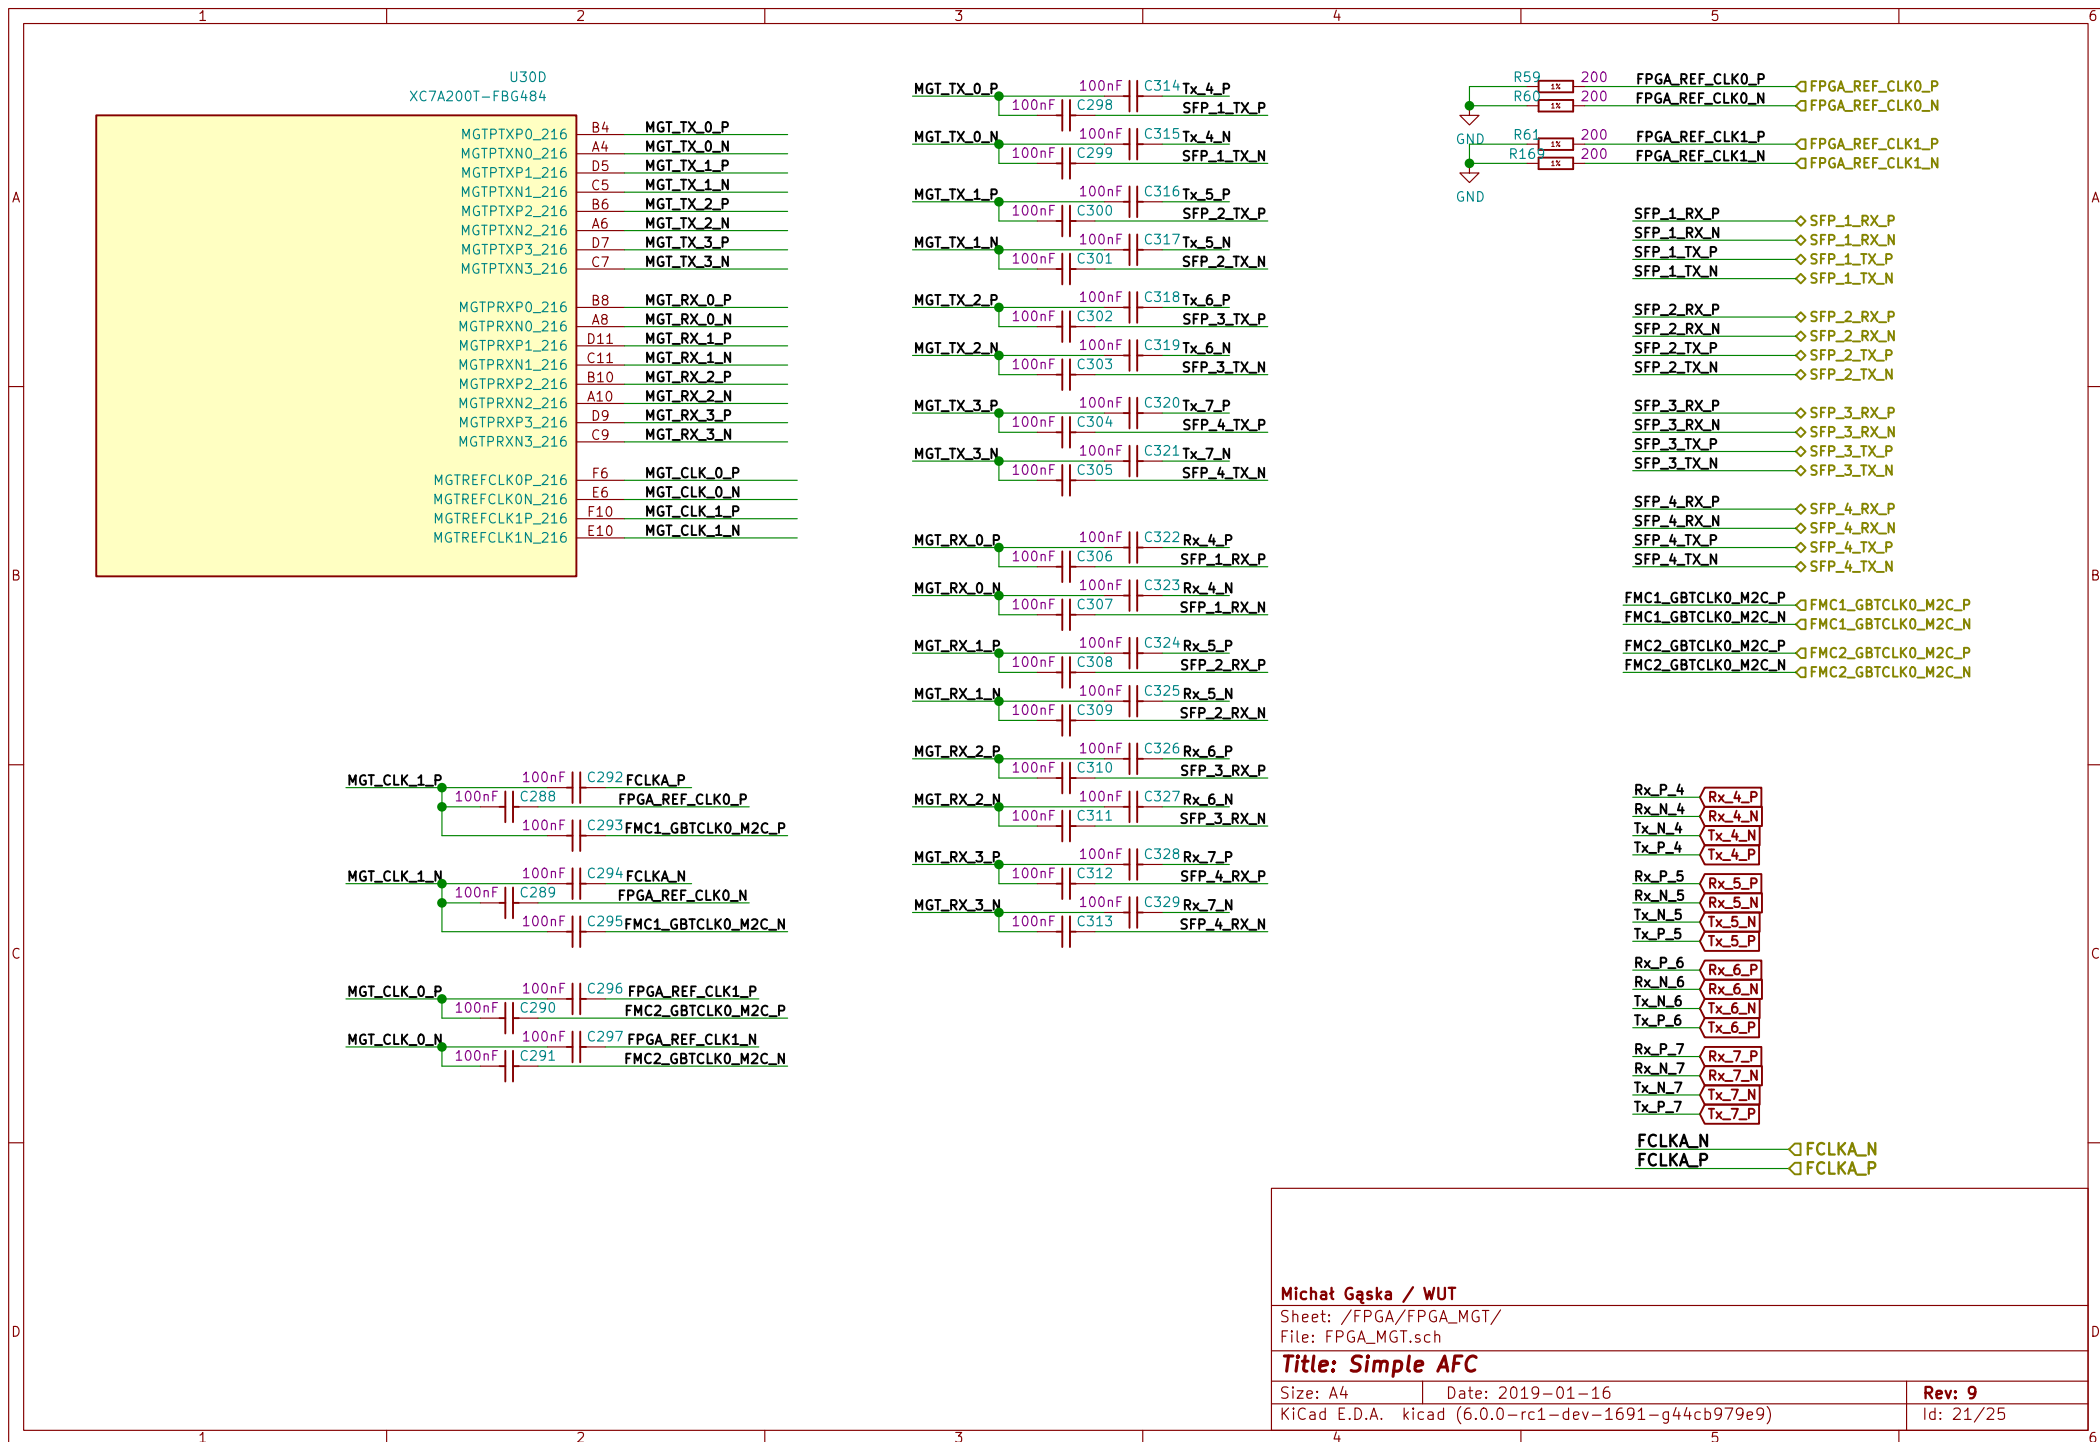 1 2 3 4 5 6
A
B
C
D
U30D
XC7A200T-FBG484
MGTPTXP0_216 B4 MGT_TX_0_P
MGTPTXN0_216 A4 MGT_TX_0_N
MGTPTXP1_216 D5 MGT_TX_1_P
MGTPTXN1_216 C5 MGT_TX_1_N
MGTPTXP2_216 B6 MGT_TX_2_P
MGTPTXN2_216 A6 MGT_TX_2_N
MGTPTXP3_216 D7 MGT_TX_3_P
MGTPTXN3_216 C7 MGT_TX_3_N
MGTPRXP0_216 B8 MGT_RX_0_P
MGTPRXN0_216 A8 MGT_RX_0_N
MGTPRXP1_216 D11 MGT_RX_1_P
MGTPRXN1_216 C11 MGT_RX_1_N
MGTPRXP2_216 B10 MGT_RX_2_P
MGTPRXN2_216 A10 MGT_RX_2_N
MGTPRXP3_216 D9 MGT_RX_3_P
MGTPRXN3_216 C9 MGT_RX_3_N
MGTREFCLK0P_216 F6 MGT_CLK_0_P
MGTREFCLK0N_216 E6 MGT_CLK_0_N
MGTREFCLK1P_216 F10 MGT_CLK_1_P
MGTREFCLK1N_216 E10 MGT_CLK_1_N
MGT_CLK_1_P 100nF C292 FCLKA_P
100nF C288 FPGA_REF_CLK0_P
100nF C293 FMC1_GBTCLK0_M2C_P
MGT_CLK_1_N 100nF C294 FCLKA_N
100nF C289 FPGA_REF_CLK0_N
100nF C295 FMC1_GBTCLK0_M2C_N
MGT_CLK_0_P 100nF C296 FPGA_REF_CLK1_P
100nF C290 FMC2_GBTCLK0_M2C_P
MGT_CLK_0_N 100nF C297 FPGA_REF_CLK1_N
100nF C291 FMC2_GBTCLK0_M2C_N
MGT_TX_0_P 100nF C314 Tx_4_P
100nF C298 SFP_1_TX_P
MGT_TX_0_N 100nF C315 Tx_4_N
100nF C299 SFP_1_TX_N
MGT_TX_1_P 100nF C316 Tx_5_P
100nF C300 SFP_2_TX_P
MGT_TX_1_N 100nF C317 Tx_5_N
100nF C301 SFP_2_TX_N
MGT_TX_2_P 100nF C318 Tx_6_P
100nF C302 SFP_3_TX_P
MGT_TX_2_N 100nF C319 Tx_6_N
100nF C303 SFP_3_TX_N
MGT_TX_3_P 100nF C320 Tx_7_P
100nF C304 SFP_4_TX_P
MGT_TX_3_N 100nF C321 Tx_7_N
100nF C305 SFP_4_TX_N
MGT_RX_0_P 100nF C322 Rx_4_P
100nF C306 SFP_1_RX_P
MGT_RX_0_N 100nF C323 Rx_4_N
100nF C307 SFP_1_RX_N
MGT_RX_1_P 100nF C324 Rx_5_P
100nF C308 SFP_2_RX_P
MGT_RX_1_N 100nF C325 Rx_5_N
100nF C309 SFP_2_RX_N
MGT_RX_2_P 100nF C326 Rx_6_P
100nF C310 SFP_3_RX_P
MGT_RX_2_N 100nF C327 Rx_6_N
100nF C311 SFP_3_RX_N
MGT_RX_3_P 100nF C328 Rx_7_P
100nF C312 SFP_4_RX_P
MGT_RX_3_N 100nF C329 Rx_7_N
100nF C313 SFP_4_RX_N
R59 1% 200 FPGA_REF_CLK0_P FPGA_REF_CLK0_P
R60 1% 200 FPGA_REF_CLK0_N FPGA_REF_CLK0_N
GND
R61 1% 200 FPGA_REF_CLK1_P FPGA_REF_CLK1_P
R169 1% 200 FPGA_REF_CLK1_N FPGA_REF_CLK1_N
GND
SFP_1_RX_P SFP_1_RX_P
SFP_1_RX_N SFP_1_RX_N
SFP_1_TX_P SFP_1_TX_P
SFP_1_TX_N SFP_1_TX_N
SFP_2_RX_P SFP_2_RX_P
SFP_2_RX_N SFP_2_RX_N
SFP_2_TX_P SFP_2_TX_P
SFP_2_TX_N SFP_2_TX_N
SFP_3_RX_P SFP_3_RX_P
SFP_3_RX_N SFP_3_RX_N
SFP_3_TX_P SFP_3_TX_P
SFP_3_TX_N SFP_3_TX_N
SFP_4_RX_P SFP_4_RX_P
SFP_4_RX_N SFP_4_RX_N
SFP_4_TX_P SFP_4_TX_P
SFP_4_TX_N SFP_4_TX_N
FMC1_GBTCLK0_M2C_P FMC1_GBTCLK0_M2C_P
FMC1_GBTCLK0_M2C_N FMC1_GBTCLK0_M2C_N
FMC2_GBTCLK0_M2C_P FMC2_GBTCLK0_M2C_P
FMC2_GBTCLK0_M2C_N FMC2_GBTCLK0_M2C_N
Rx_P_4 Rx_4_P
Rx_N_4 Rx_4_N
Tx_N_4 Tx_4_N
Tx_P_4 Tx_4_P
Rx_P_5 Rx_5_P
Rx_N_5 Rx_5_N
Tx_N_5 Tx_5_N
Tx_P_5 Tx_5_P
Rx_P_6 Rx_6_P
Rx_N_6 Rx_6_N
Tx_N_6 Tx_6_N
Tx_P_6 Tx_6_P
Rx_P_7 Rx_7_P
Rx_N_7 Rx_7_N
Tx_N_7 Tx_7_N
Tx_P_7 Tx_7_P
FCLKA_N FCLKA_N
FCLKA_P FCLKA_P
A
B
C
D
Michał Gąska / WUT
Sheet: /FPGA/FPGA_MGT/
File: FPGA_MGT.sch
Title: Simple AFC
Size: A4 Date: 2019-01-16 Rev: 9
KiCad E.D.A. kicad (6.0.0-rc1-dev-1691-g44cb979e9) Id: 21/25
1 2 3 4 5 6